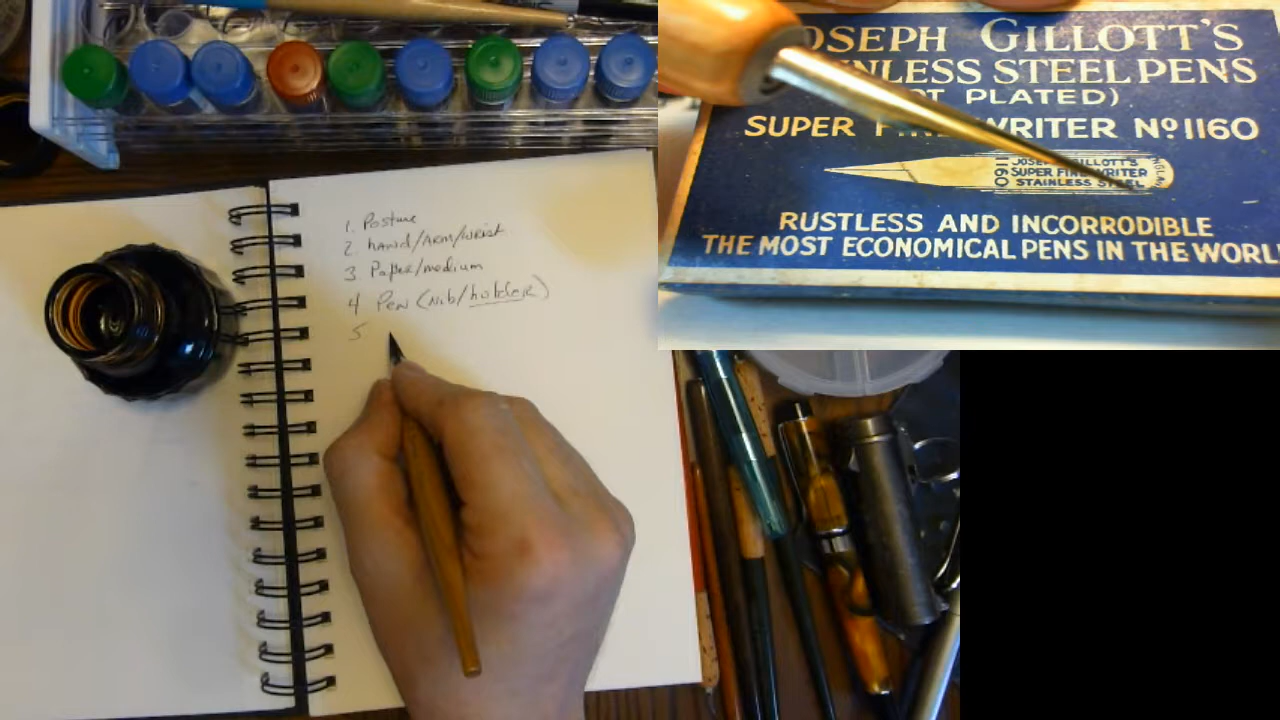 1. Posture
2. hand/ARM/WRIST
3 Paper/medium
4 Pen (Nib/holder)
5
JOSEPH GILLOTT'S
STAINLESS STEEL PENS
(NOT PLATED)
SUPER FINE WRITER Nº 1160
1160
JOSEPH GILLOTT'S
SUPER FINE WRITER
STAINLESS STEEL
RUSTLESS AND INCORRODIBLE
THE MOST ECONOMICAL PENS IN THE WORL